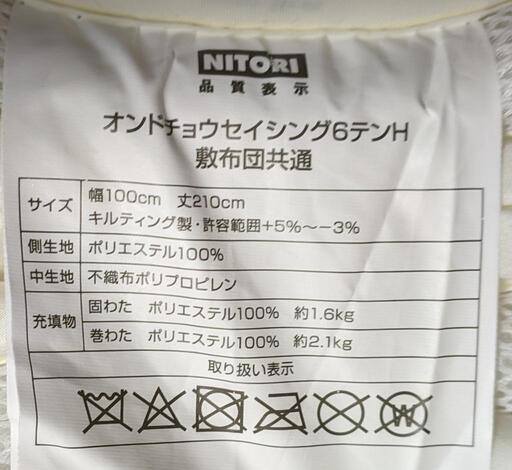 NITORI
品質表示
オンドチョウセイシング6テンH
敷布団共通
サイズ
幅100cm 丈210cm
キルティング製・許容範囲+5%〜−3%
側生地 ポリエステル100%
中生地 不織布ポリプロピレン
充填物
固わた ポリエステル100% 約1.6kg
巻わた ポリエステル100% 約2.1kg
取り扱い表示
W